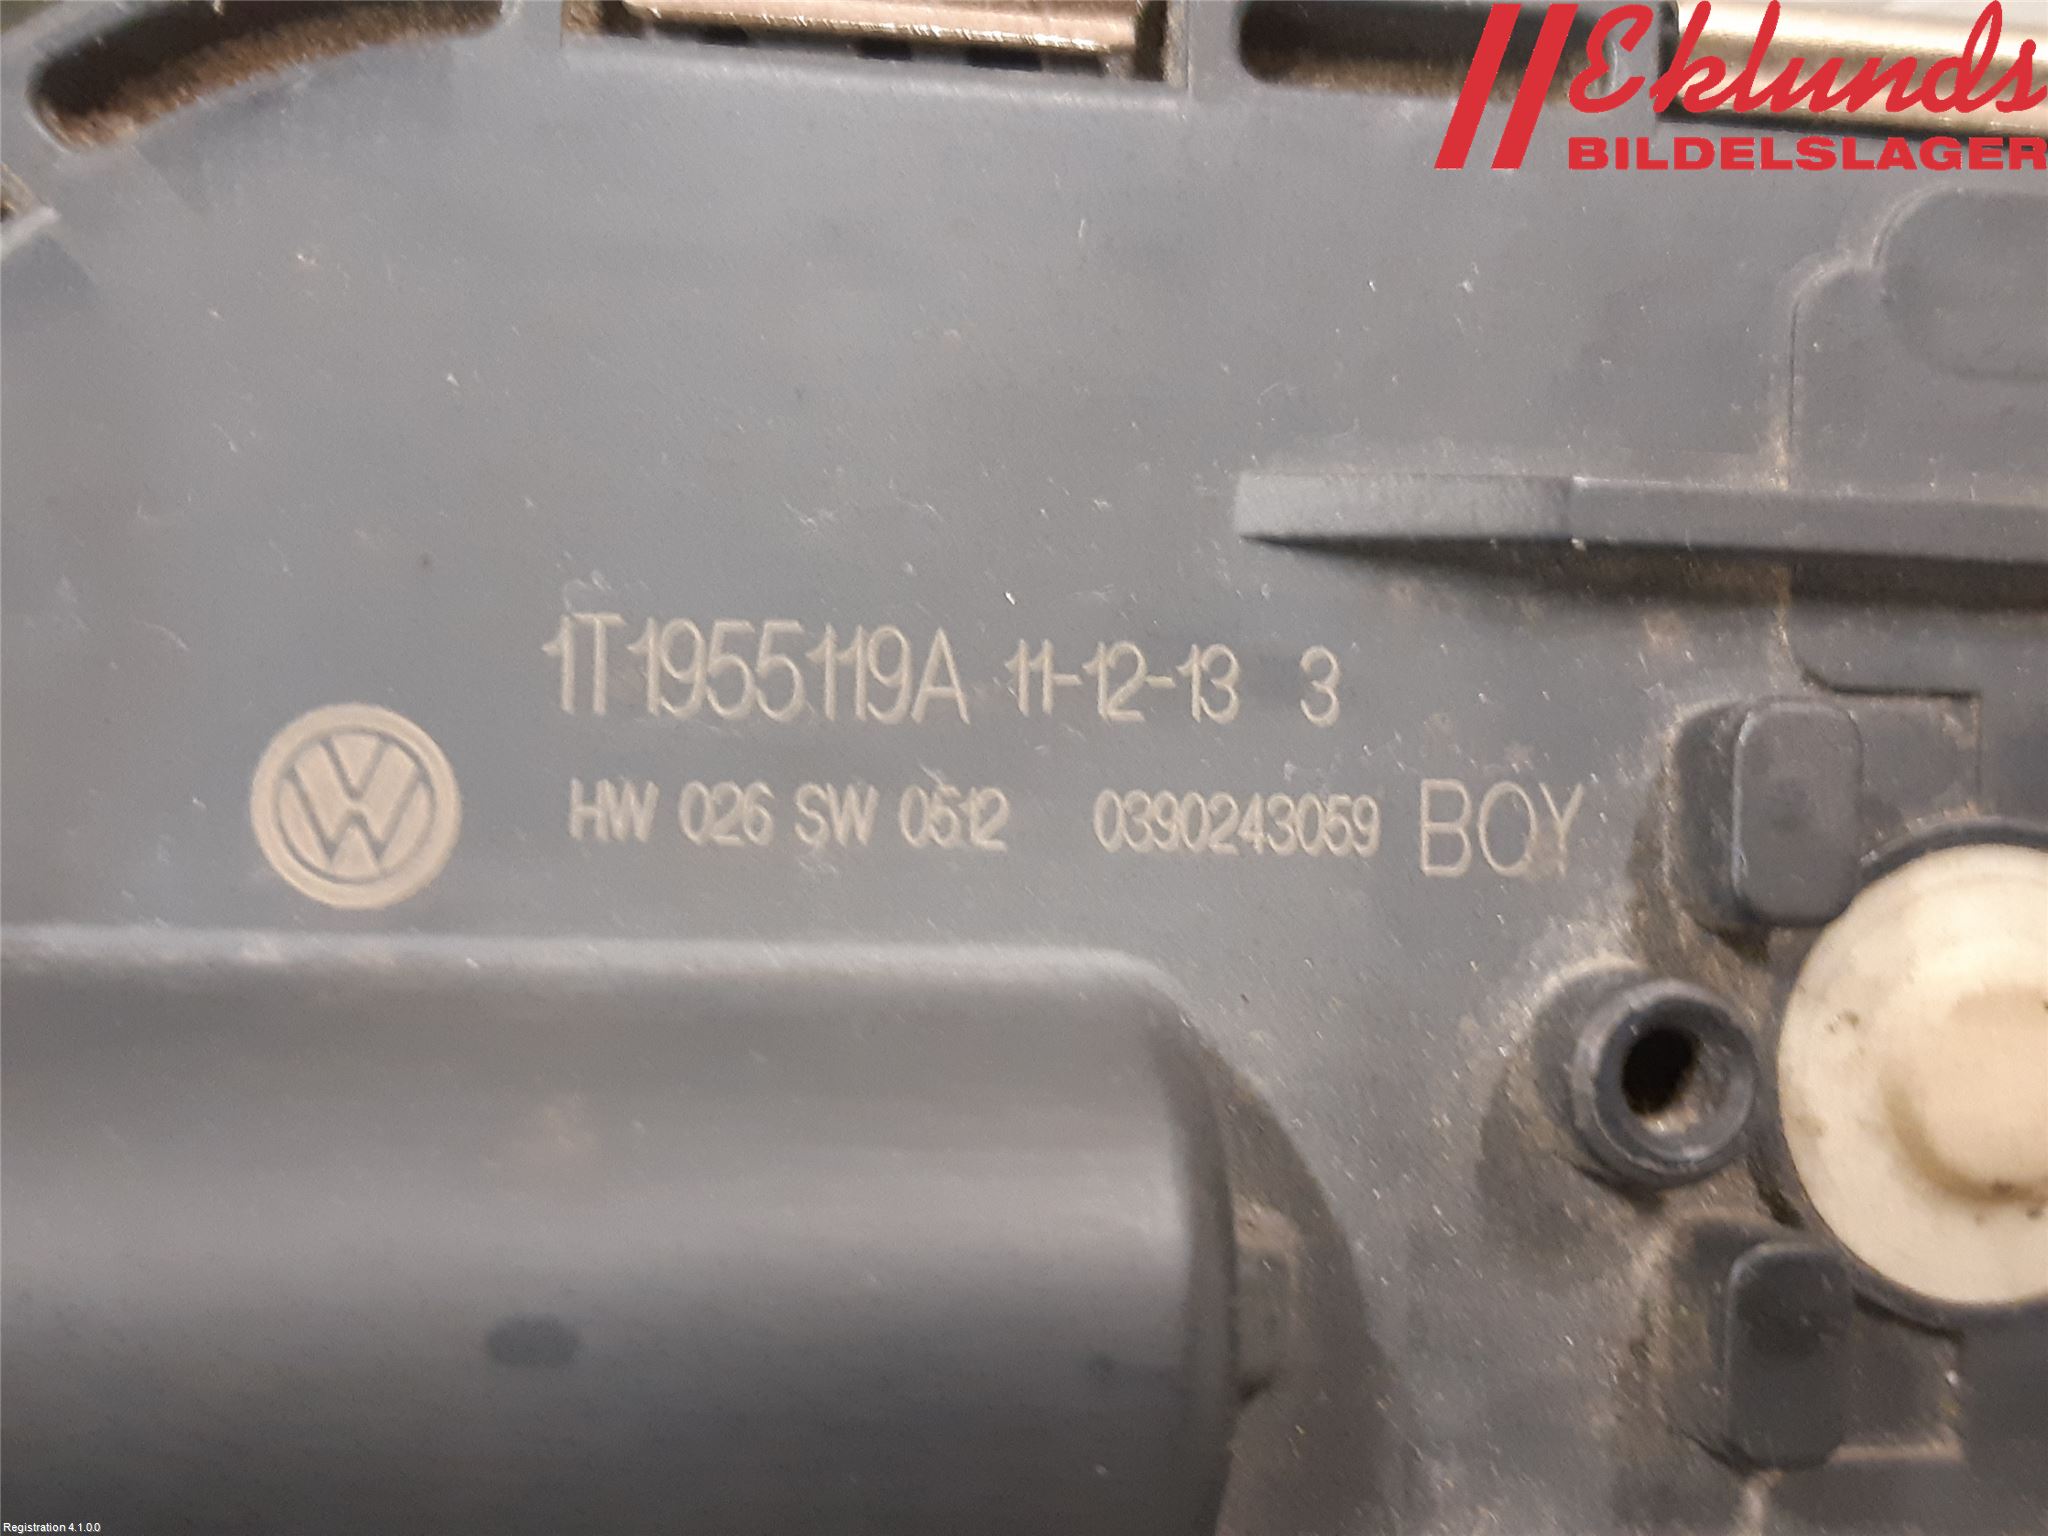 Eklunds
BILDELSLAGER
1T1955119A 11-12-13 3
HW 026 SW 0512 0390243059 BOY
Registration 4.1.0.0